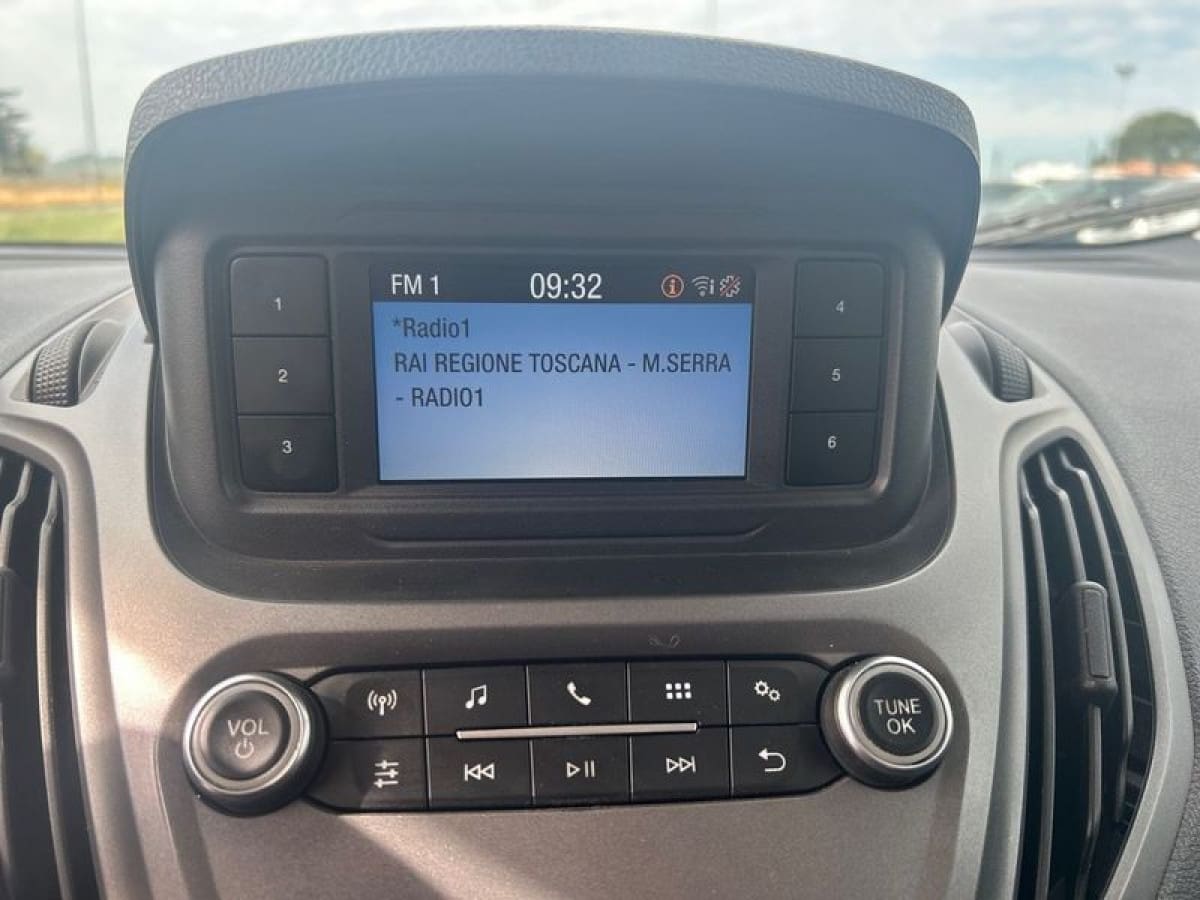 FM 1 09:32
*Radio1
RAI REGIONE TOSCANA - M.SERRA
- RADIO1
1
2
3
4
5
6
VOL
TUNE
OK